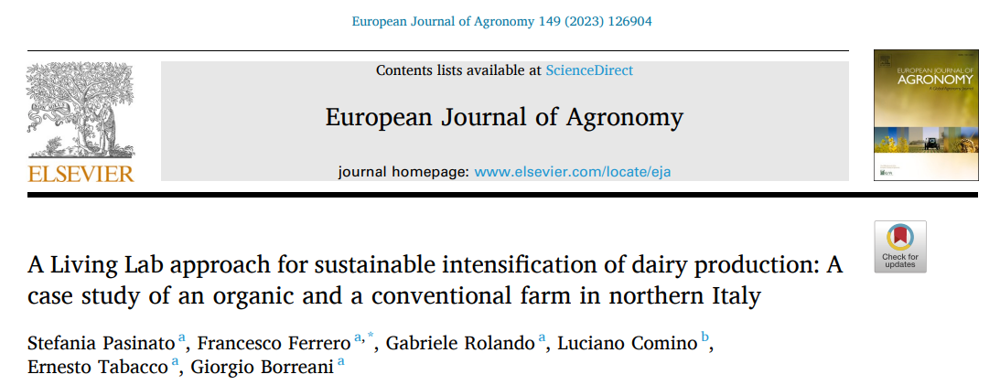 European Journal of Agronomy 149 (2023) 126904
Contents lists available at ScienceDirect
European Journal of Agronomy
journal homepage: www.elsevier.com/locate/eja
ELSEVIER
EUROPEAN JOURNAL OF
AGRONOMY
Check for
updates
A Living Lab approach for sustainable intensification of dairy production: A
case study of an organic and a conventional farm in northern Italy
Stefania Pasinato a, Francesco Ferrero a,*, Gabriele Rolando a, Luciano Comino b,
Ernesto Tabacco a, Giorgio Borreani a